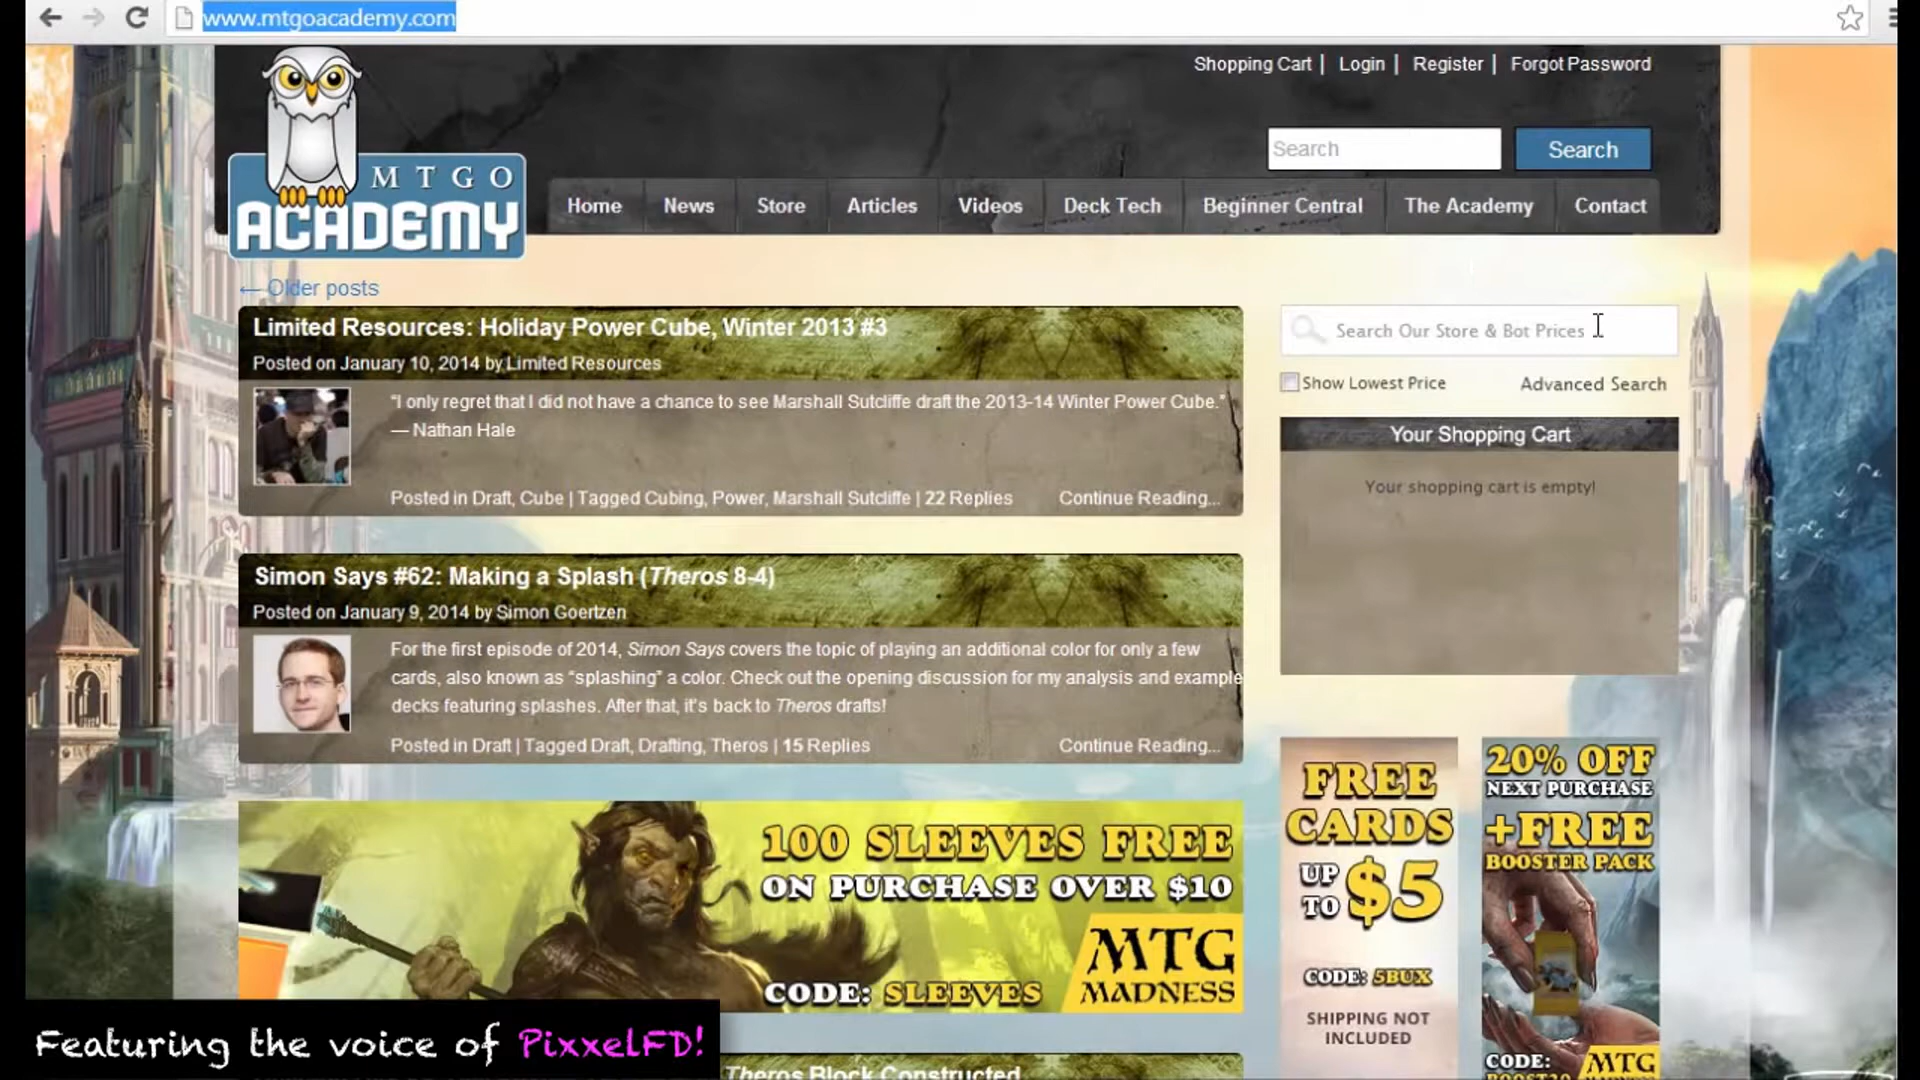 www.mtgoacademy.com
Shopping Cart | Login | Register | Forgot Password
Search Search
MTGO
ACADEMY
Home News Store Articles Videos Deck Tech Beginner Central The Academy Contact
← Older posts
Limited Resources: Holiday Power Cube, Winter 2013 #3
Posted on January 10, 2014 by Limited Resources
"I only regret that I did not have a chance to see Marshall Sutcliffe draft the 2013-14 Winter Power Cube."
— Nathan Hale
Posted in Draft, Cube | Tagged Cubing, Power, Marshall Sutcliffe | 22 Replies Continue Reading...
Search Our Store & Bot Prices
Show Lowest Price Advanced Search
Your Shopping Cart
Your shopping cart is empty!
Simon Says #62: Making a Splash (Theros 8-4)
Posted on January 9, 2014 by Simon Goertzen
For the first episode of 2014, Simon Says covers the topic of playing an additional color for only a few
cards, also known as "splashing" a color. Check out the opening discussion for my analysis and example
decks featuring splashes. After that, it's back to Theros drafts!
Posted in Draft | Tagged Draft, Drafting, Theros | 15 Replies Continue Reading...
100 SLEEVES FREE
ON PURCHASE OVER $10
CODE: SLEEVES
MTG
MADNESS
FREE
CARDS
UP
TO $5
CODE: 5BUX
SHIPPING NOT
INCLUDED
20% OFF
NEXT PURCHASE
+FREE
BOOSTER PACK
CODE:
MTG
Theros Block Constructed
Featuring the voice of PixxelFD!